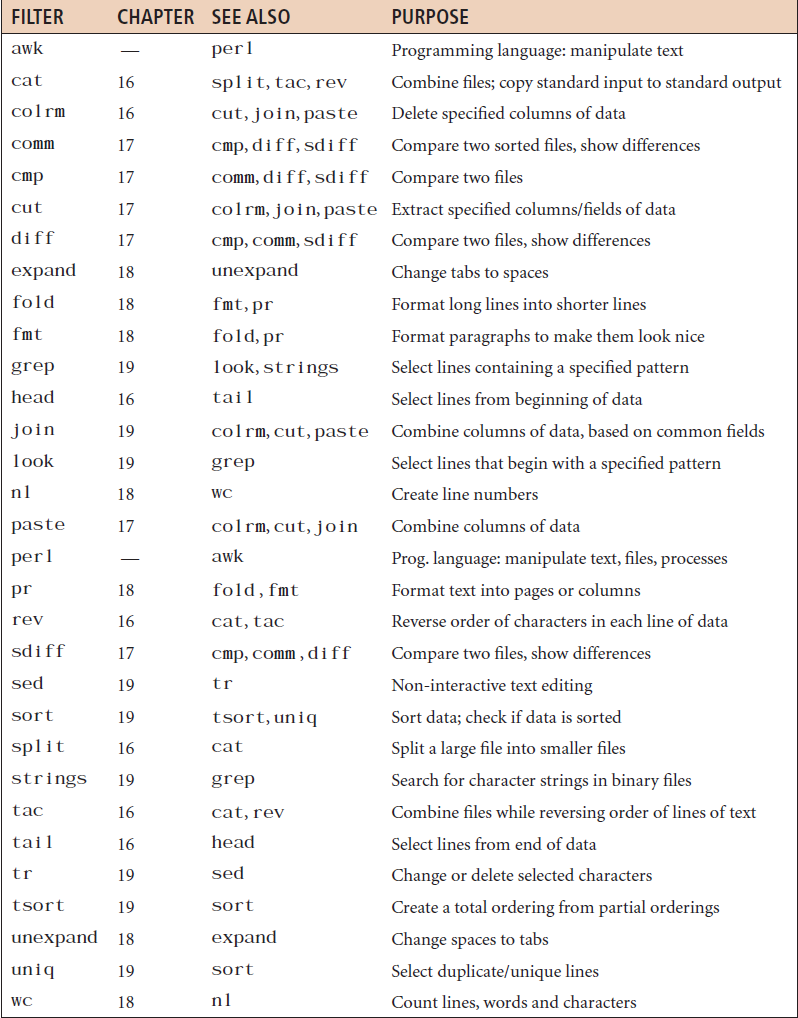 FILTER CHAPTER SEE ALSO PURPOSE
awk — perl Programming language: manipulate text
cat 16 split, tac, rev Combine files; copy standard input to standard output
colrm 16 cut, join, paste Delete specified columns of data
comm 17 cmp, diff, sdiff Compare two sorted files, show differences
cmp 17 comm, diff, sdiff Compare two files
cut 17 colrm, join, paste Extract specified columns/fields of data
diff 17 cmp, comm, sdiff Compare two files, show differences
expand 18 unexpand Change tabs to spaces
fold 18 fmt, pr Format long lines into shorter lines
fmt 18 fold, pr Format paragraphs to make them look nice
grep 19 look, strings Select lines containing a specified pattern
head 16 tail Select lines from beginning of data
join 19 colrm, cut, paste Combine columns of data, based on common fields
look 19 grep Select lines that begin with a specified pattern
nl 18 wc Create line numbers
paste 17 colrm, cut, join Combine columns of data
perl — awk Prog. language: manipulate text, files, processes
pr 18 fold, fmt Format text into pages or columns
rev 16 cat, tac Reverse order of characters in each line of data
sdiff 17 cmp, comm, diff Compare two files, show differences
sed 19 tr Non-interactive text editing
sort 19 tsort, uniq Sort data; check if data is sorted
split 16 cat Split a large file into smaller files
strings 19 grep Search for character strings in binary files
tac 16 cat, rev Combine files while reversing order of lines of text
tail 16 head Select lines from end of data
tr 19 sed Change or delete selected characters
tsort 19 sort Create a total ordering from partial orderings
unexpand 18 expand Change spaces to tabs
uniq 19 sort Select duplicate/unique lines
wc 18 nl Count lines, words and characters